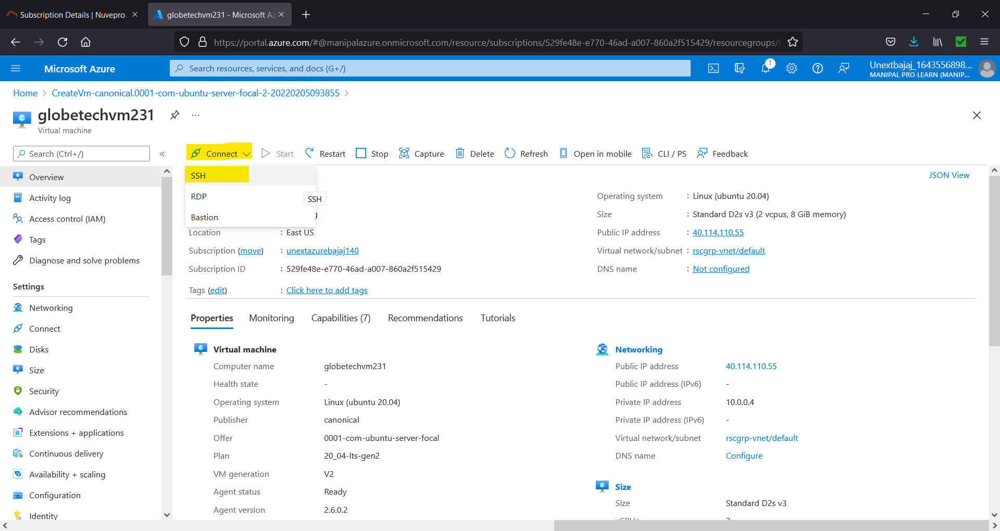 Subscription Details | Nuvepro
globetechvm231 - Microsoft Az
https://portal.azure.com/#@manipalazure.onmicrosoft.com/resource/subscriptions/529fe48e-e770-46ad-a007-860a2f515429/resourcegroups/
Microsoft Azure
Search resources, services, and docs (G+/)
1
Unextbajaj_1643556898...
MANIPAL PRO LEARN (MANIP...
Home > CreateVm-canonical.0001-com-ubuntu-server-focal-2-20220205093855 >
globetechvm231
...
Virtual machine
Search (Ctrl+/)
«
Connect
Start
Restart
Stop
Capture
Delete
Refresh
Open in mobile
CLI / PS
Feedback
SSH
RDP
Bastion
SSH
JSON View
Overview
Activity log
Access control (IAM)
Tags
Diagnose and solve problems
Settings
Networking
Connect
Disks
Size
Security
Advisor recommendations
Extensions + applications
Continuous delivery
Availability + scaling
Configuration
Identity
Location : East US
Subscription (move) : unextazurebajaj140
Subscription ID : 529fe48e-e770-46ad-a007-860a2f515429
Tags (edit) : Click here to add tags
Operating system : Linux (ubuntu 20.04)
Size : Standard D2s v3 (2 vcpus, 8 GiB memory)
Public IP address : 40.114.110.55
Virtual network/subnet : rscgrp-vnet/default
DNS name : Not configured
Properties
Monitoring
Capabilities (7)
Recommendations
Tutorials
Virtual machine
Computer name globetechvm231
Health state -
Operating system Linux (ubuntu 20.04)
Publisher canonical
Offer 0001-com-ubuntu-server-focal
Plan 20_04-lts-gen2
VM generation V2
Agent status Ready
Agent version 2.6.0.2
Networking
Public IP address 40.114.110.55
Public IP address (IPv6) -
Private IP address 10.0.0.4
Private IP address (IPv6) -
Virtual network/subnet rscgrp-vnet/default
DNS name Configure
Size
Size Standard D2s v3